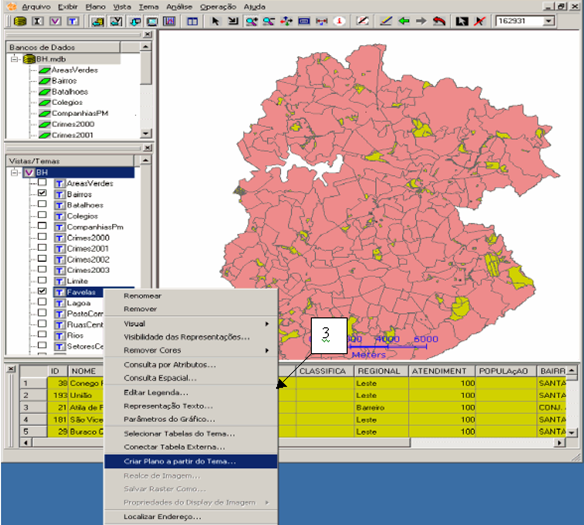 Arquivo Exibir Plano Vista Tema Análise Operação Ajuda
162931
Bancos de Dados
BH.mdb
AreasVerdes
Bairros
Batalhoes
Colegios
CompanhiasPM
Crimes2000
Crimes2001
Vistas/Temas
BH
AreasVerdes
Bairros
Batalhoes
Colegios
CompanhiasPm
Crimes2000
Crimes2001
Crimes2002
Crimes2003
Limite
Favelas
Lagoa
PostoCom
RuasCent
Rios
SetoresCe
Renomear
Remover
Visual
Visibilidade das Representações...
Remover Cores
Consulta por Atributos...
Consulta Espacial...
Editar Legenda...
Representação Texto...
Parâmetros do Gráfico...
Selecionar Tabelas do Tema...
Conectar Tabela Externa...
Criar Plano a partir do Tema...
Realce de Imagem...
Salvar Raster Como...
Propriedades do Display de Imagem
Localizar Endereço...
3
4000 6000
Meters
ID NOME CLASSIFICA REGIONAL ATENDIMENT POPULAÇAO BAIRR
1 38 Conego F Leste 100 SANTA
2 193 União Leste 100 SANTA
3 21 Atila de F Barreiro 100 CONJ.
4 181 São Vice Leste 100 SANTA
5 29 Buraco Leste 100 SANTA